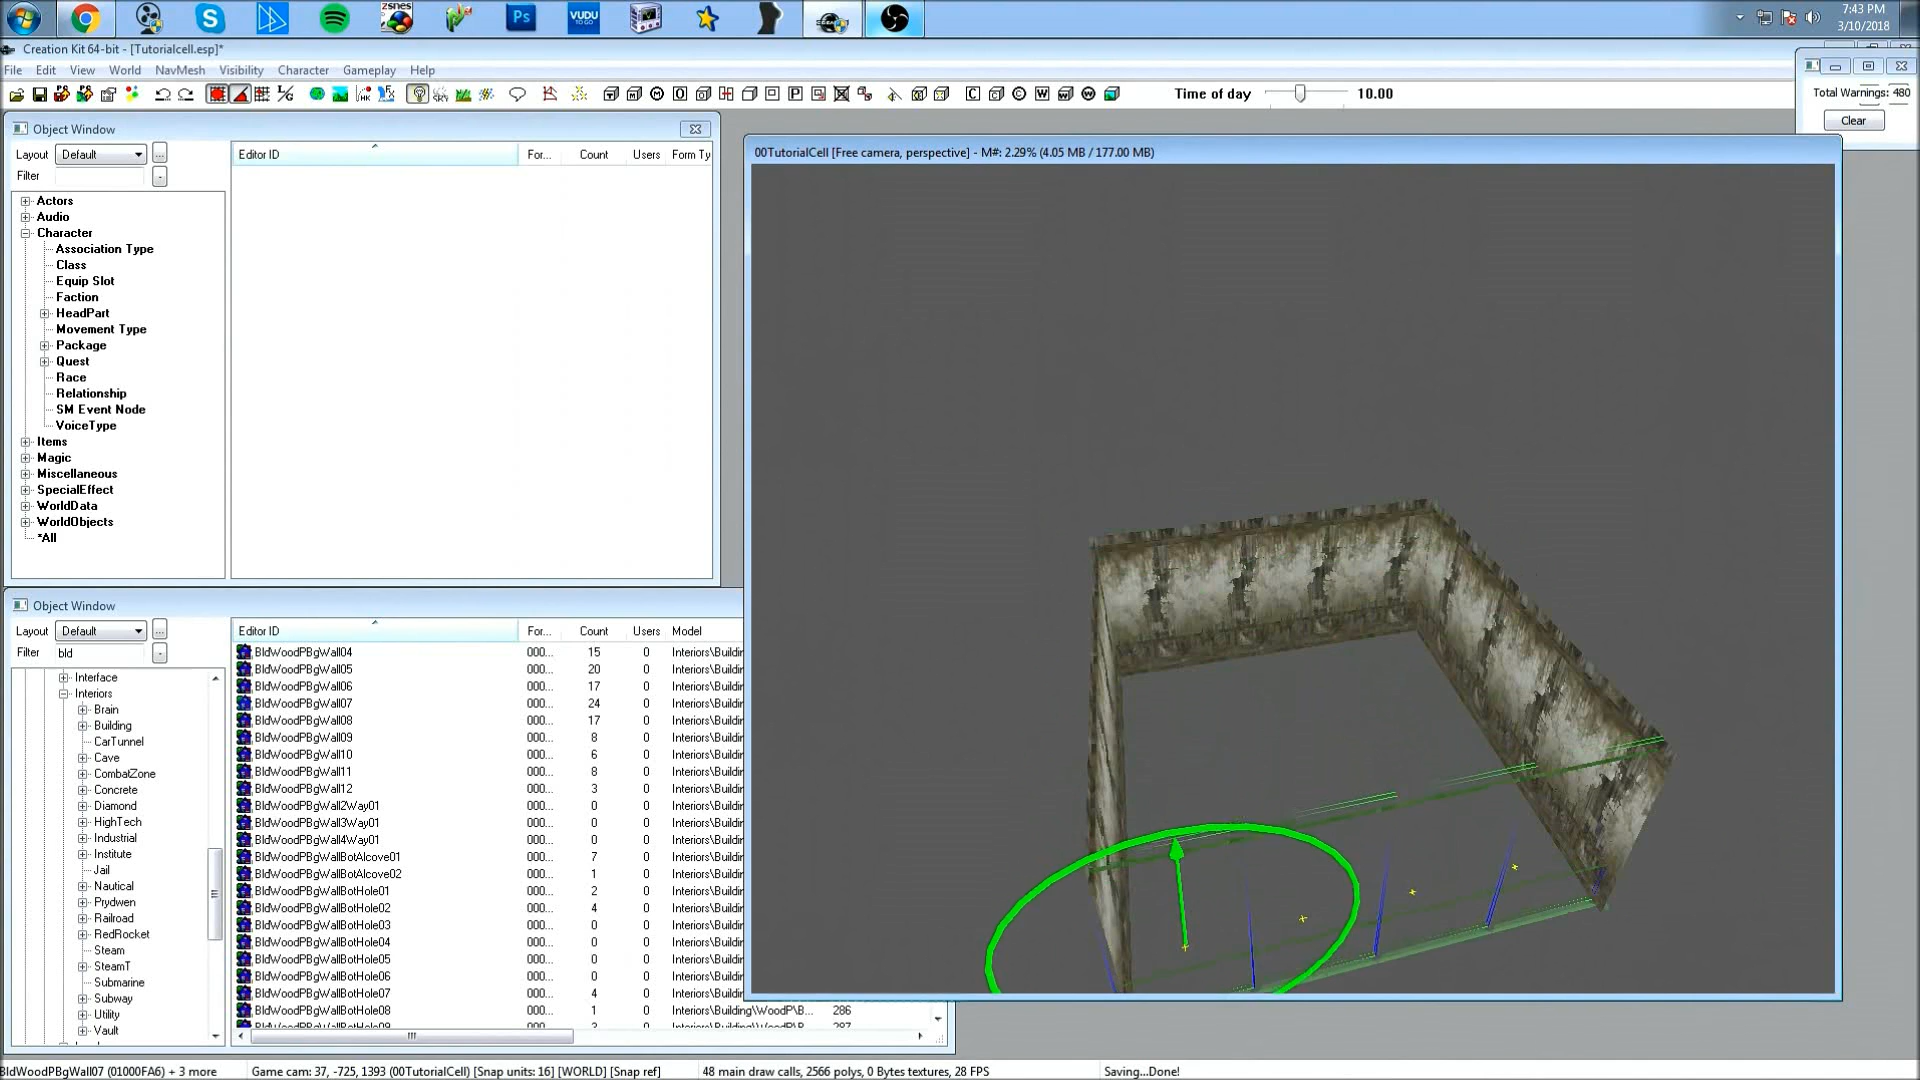 7:43 PM
3/10/2018
ZSNES
Ps
VUDU
TO GO
Creation Kit 64-bit - [Tutorialcell.esp]*
File Edit View World NavMesh Visibility Character Gameplay Help
Time of day 10.00
Total Warnings: 480
Clear
Object Window
Layout Default ...
Filter -
Editor ID For... Count Users Form Ty
Actors
Audio
Character
Association Type
Class
Equip Slot
Faction
HeadPart
Movement Type
Package
Quest
Race
Relationship
SM Event Node
VoiceType
Items
Magic
Miscellaneous
SpecialEffect
WorldData
WorldObjects
*All
00TutorialCell [Free camera, perspective] - M#: 2.29% (4.05 MB / 177.00 MB)
Object Window
Layout Default ...
Filter bld -
Interface
Interiors
Brain
Building
CarTunnel
Cave
CombatZone
Concrete
Diamond
HighTech
Industrial
Institute
Jail
Nautical
Prydwen
Railroad
RedRocket
Steam
SteamT
Submarine
Subway
Utility
Vault
Editor ID For... Count Users Model
BldWoodPBgWall04 000... 15 0 Interiors\Buildir
BldWoodPBgWall05 000... 20 0 Interiors\Buildir
BldWoodPBgWall06 000... 17 0 Interiors\Buildir
BldWoodPBgWall07 000... 24 0 Interiors\Buildir
BldWoodPBgWall08 000... 17 0 Interiors\Buildir
BldWoodPBgWall09 000... 8 0 Interiors\Buildir
BldWoodPBgWall10 000... 6 0 Interiors\Buildir
BldWoodPBgWall11 000... 8 0 Interiors\Buildir
BldWoodPBgWall12 000... 3 0 Interiors\Buildir
BldWoodPBgWall2Way01 000... 0 0 Interiors\Buildir
BldWoodPBgWall3Way01 000... 0 0 Interiors\Buildir
BldWoodPBgWall4Way01 000... 0 0 Interiors\Buildir
BldWoodPBgWallBotAlcove01 000... 7 0 Interiors\Buildir
BldWoodPBgWallBotAlcove02 000... 1 0 Interiors\Buildir
BldWoodPBgWallBotHole01 000... 2 0 Interiors\Buildir
BldWoodPBgWallBotHole02 000... 4 0 Interiors\Buildir
BldWoodPBgWallBotHole03 000... 0 0 Interiors\Buildir
BldWoodPBgWallBotHole04 000... 0 0 Interiors\Buildir
BldWoodPBgWallBotHole05 000... 0 0 Interiors\Buildir
BldWoodPBgWallBotHole06 000... 0 0 Interiors\Buildir
BldWoodPBgWallBotHole07 000... 4 0 Interiors\Buildir
BldWoodPBgWallBotHole08 000... 1 0 Interiors\Building\WoodP\B... 286
BldWoodPBgWall07 (01000FA6) + 3 more Game cam: 37, -725, 1393 (00TutorialCell) [Snap units: 16] [WORLD] [Snap ref] 48 main draw calls, 2566 polys, 0 Bytes textures, 28 FPS Saving...Done!